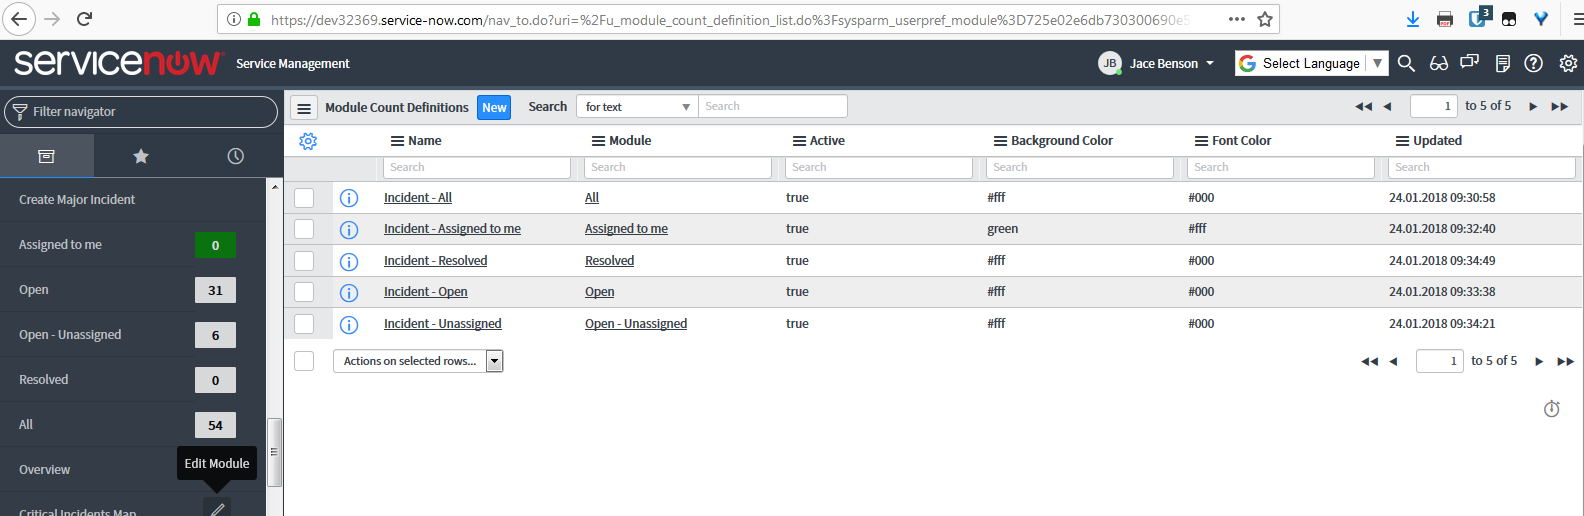 https://dev32369.service-now.com/nav_to.do?uri=%2Fu_module_count_definition_list.do%3Fsysparm_userpref_module%3D725e02e6db730300690e5
3
servicenow Service Management
JB Jace Benson
Select Language
Filter navigator
Module Count Definitions New Search for text Search
1 to 5 of 5
Name Module Active Background Color Font Color Updated
Search Search Search Search Search Search
Incident - All All true #fff #000 24.01.2018 09:30:58
Incident - Assigned to me Assigned to me true green #fff 24.01.2018 09:32:40
Incident - Resolved Resolved true #fff #000 24.01.2018 09:34:49
Incident - Open Open true #fff #000 24.01.2018 09:33:38
Incident - Unassigned Open - Unassigned true #fff #000 24.01.2018 09:34:21
Actions on selected rows...
1 to 5 of 5
Create Major Incident
Assigned to me 0
Open 31
Open - Unassigned 6
Resolved 0
All 54
Edit Module
Overview
Critical Incidents Map